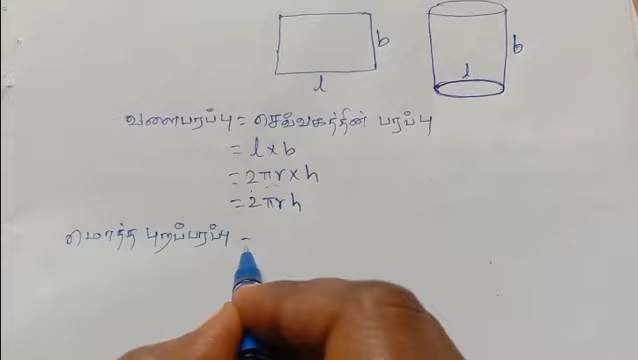 b
l
b
l
வளைபரப்பு = செவ்வகத்தின் பரப்பு
= l × b
= 2πr × h
= 2πrh
மொத்த புறப்பரப்பு =